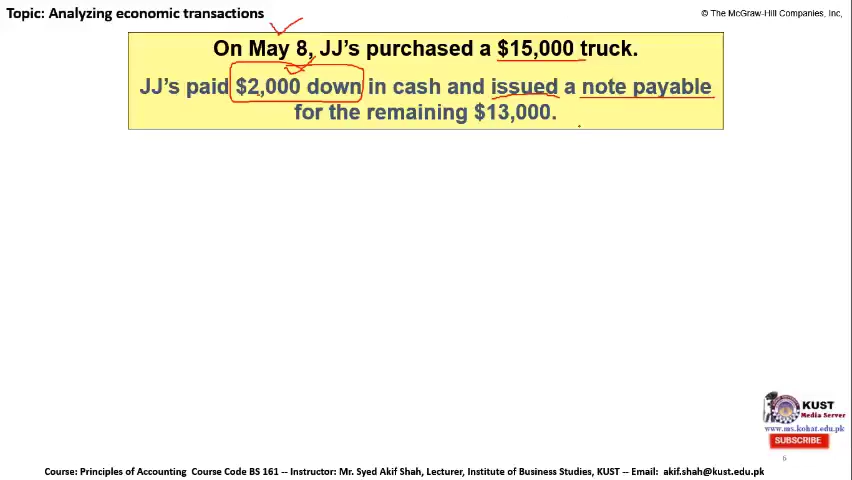 Topic: Analyzing economic transactions
© The McGraw-Hill Companies, Inc,
On May 8, JJ's purchased a $15,000 truck.
JJ's paid $2,000 down in cash and issued a note payable
for the remaining $13,000.
KUST
Media Server
www.ms.kohat.edu.pk
SUBSCRIBE
6
Course: Principles of Accounting Course Code BS 161 -- Instructor: Mr. Syed Akif Shah, Lecturer, Institute of Business Studies, KUST -- Email: akif.shah@kust.edu.pk